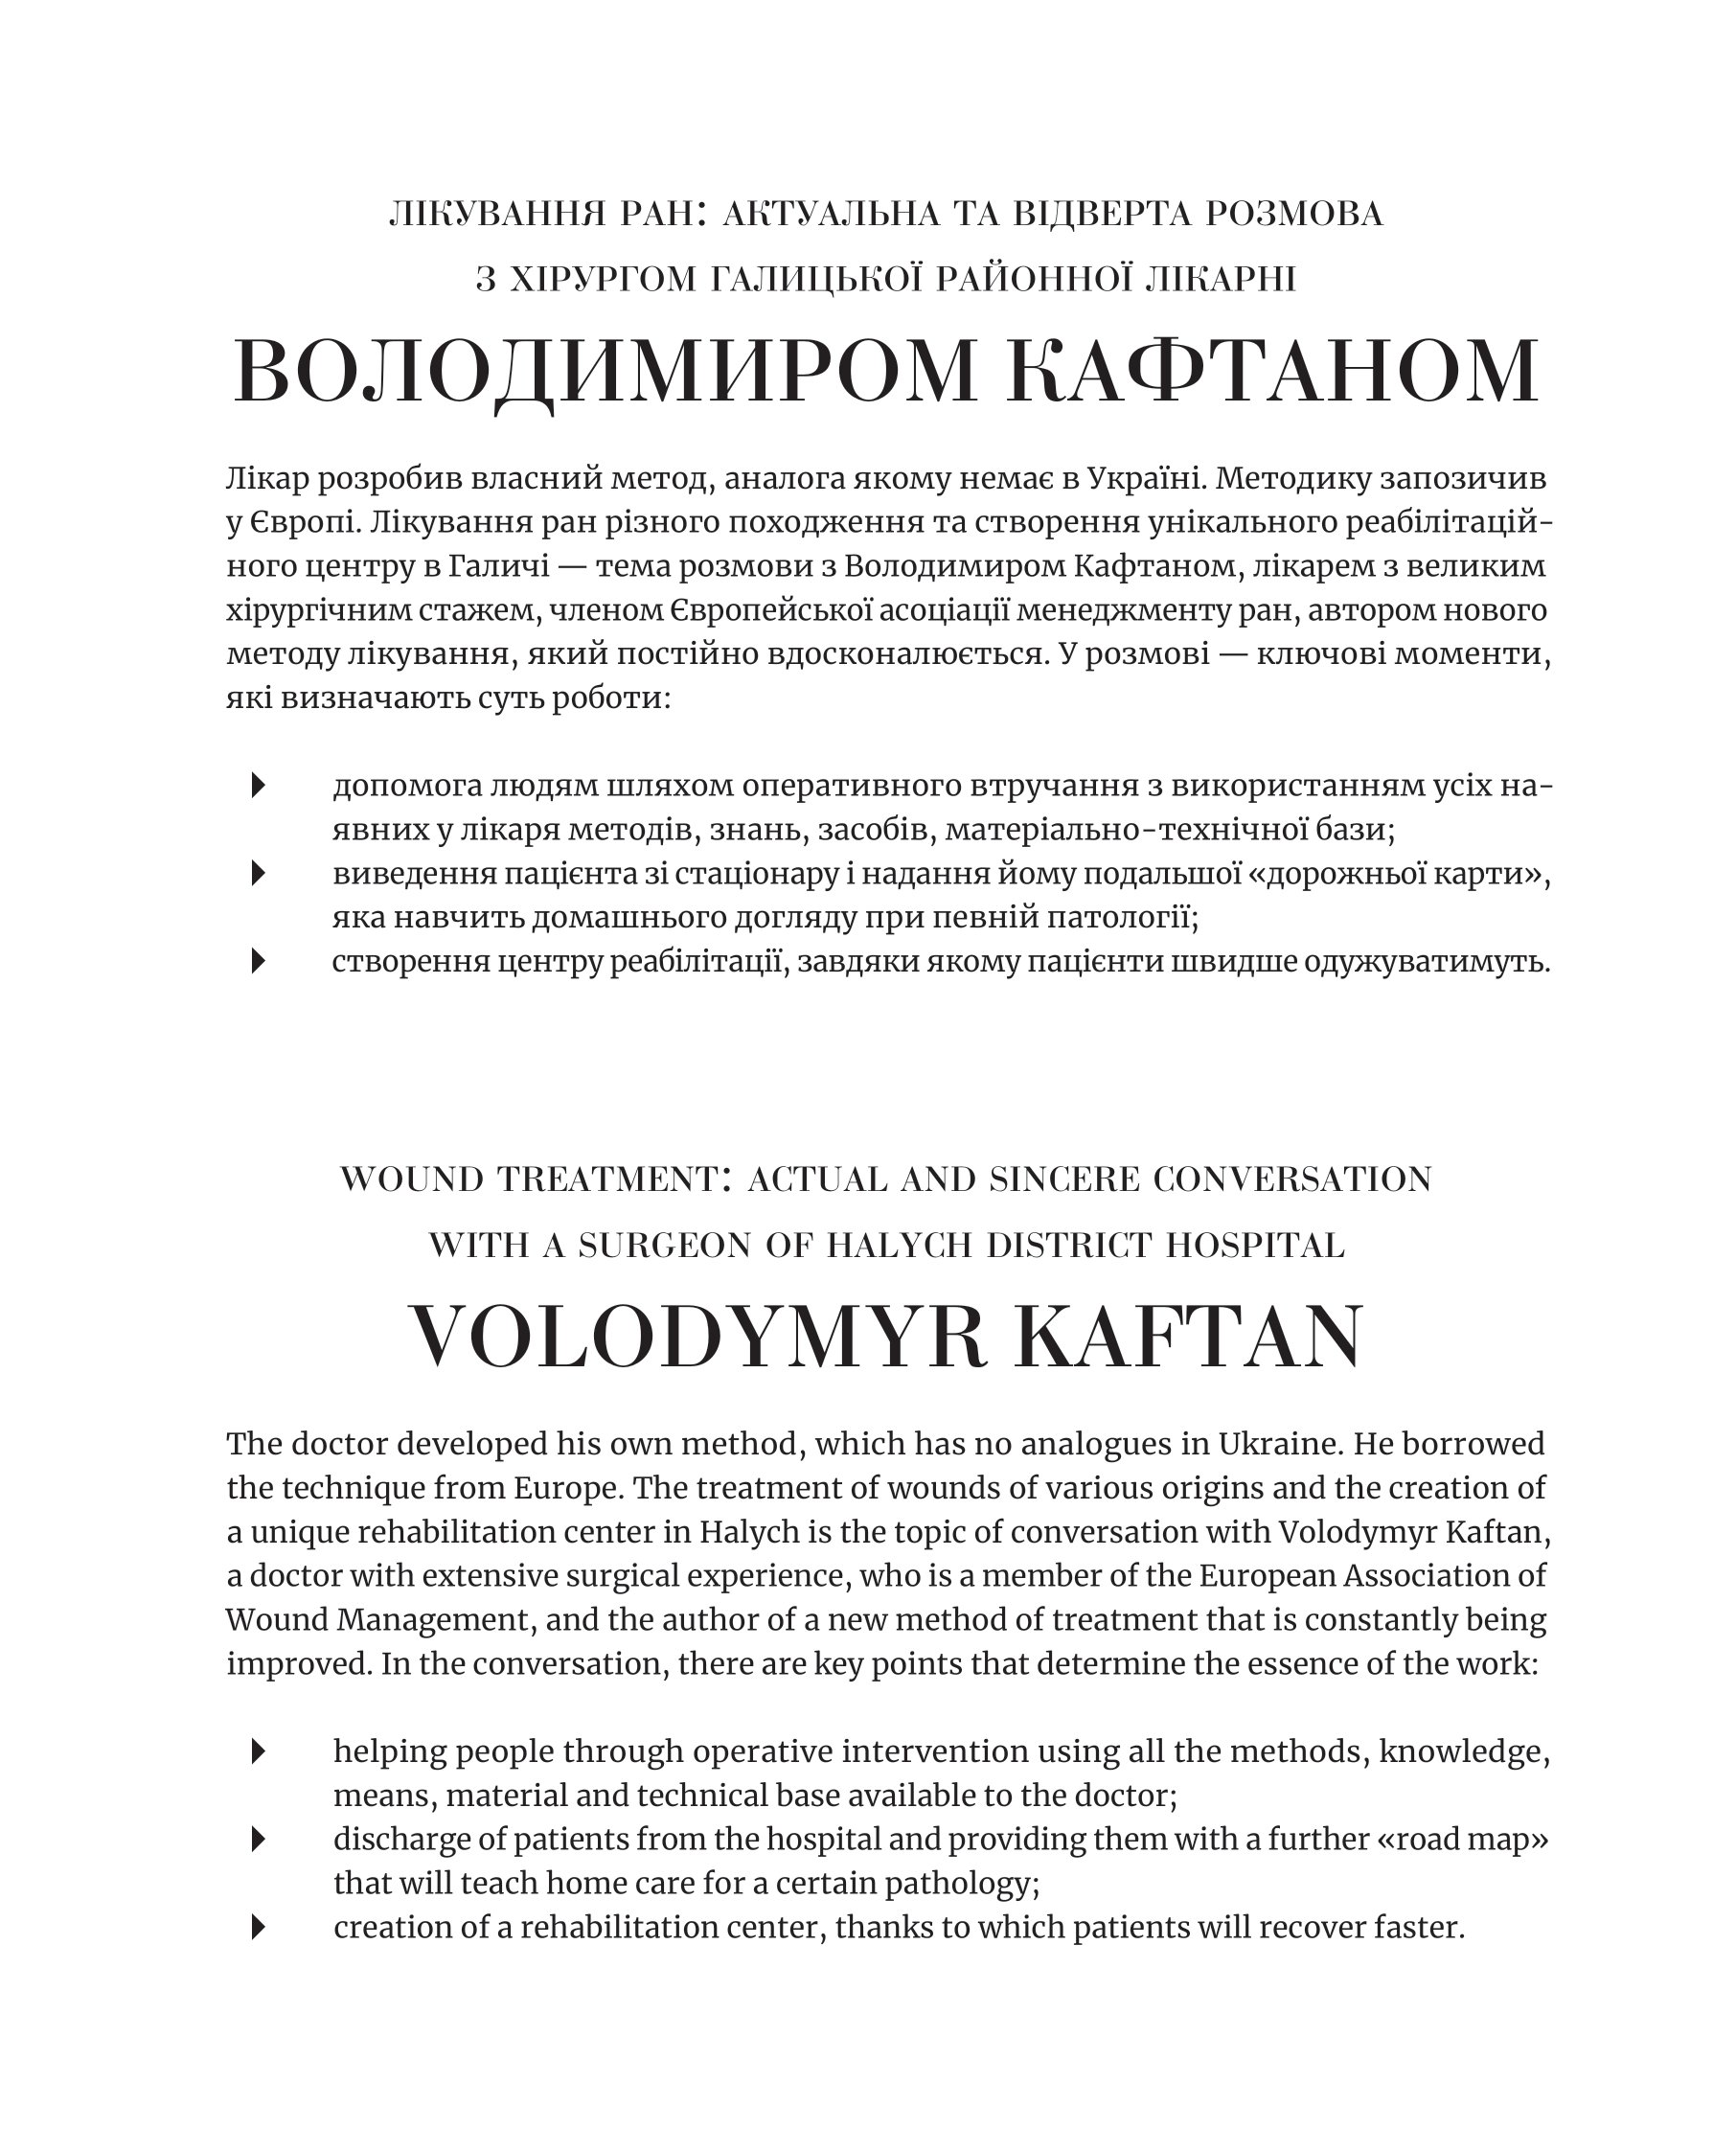 ЛІКУВАННЯ РАН: АКТУАЛЬНА ТА ВІДВЕРТА РОЗМОВА
З ХІРУРГОМ ГАЛИЦЬКОЇ РАЙОННОЇ ЛІКАРНІ
ВОЛОДИМИРОМ КАФТАНОМ
Лікар розробив власний метод, аналога якому немає в Україні. Методику запозичив
у Європі. Лікування ран різного походження та створення унікального реабілітацій-
ного центру в Галичі — тема розмови з Володимиром Кафтаном, лікарем з великим
хірургічним стажем, членом Європейської асоціації менеджменту ран, автором нового
методу лікування, який постійно вдосконалюється. У розмові — ключові моменти,
які визначають суть роботи:
допомога людям шляхом оперативного втручання з використанням усіх на-
явних у лікаря методів, знань, засобів, матеріально-технічної бази;
виведення пацієнта зі стаціонару і надання йому подальшої «дорожньої карти»,
яка навчить домашнього догляду при певній патології;
створення центру реабілітації, завдяки якому пацієнти швидше одужуватимуть.
WOUND TREATMENT: ACTUAL AND SINCERE CONVERSATION
WITH A SURGEON OF HALYCH DISTRICT HOSPITAL
VOLODYMYR KAFTAN
The doctor developed his own method, which has no analogues in Ukraine. He borrowed
the technique from Europe. The treatment of wounds of various origins and the creation of
a unique rehabilitation center in Halych is the topic of conversation with Volodymyr Kaftan,
a doctor with extensive surgical experience, who is a member of the European Association of
Wound Management, and the author of a new method of treatment that is constantly being
improved. In the conversation, there are key points that determine the essence of the work:
helping people through operative intervention using all the methods, knowledge,
means, material and technical base available to the doctor;
discharge of patients from the hospital and providing them with a further «road map»
that will teach home care for a certain pathology;
creation of a rehabilitation center, thanks to which patients will recover faster.